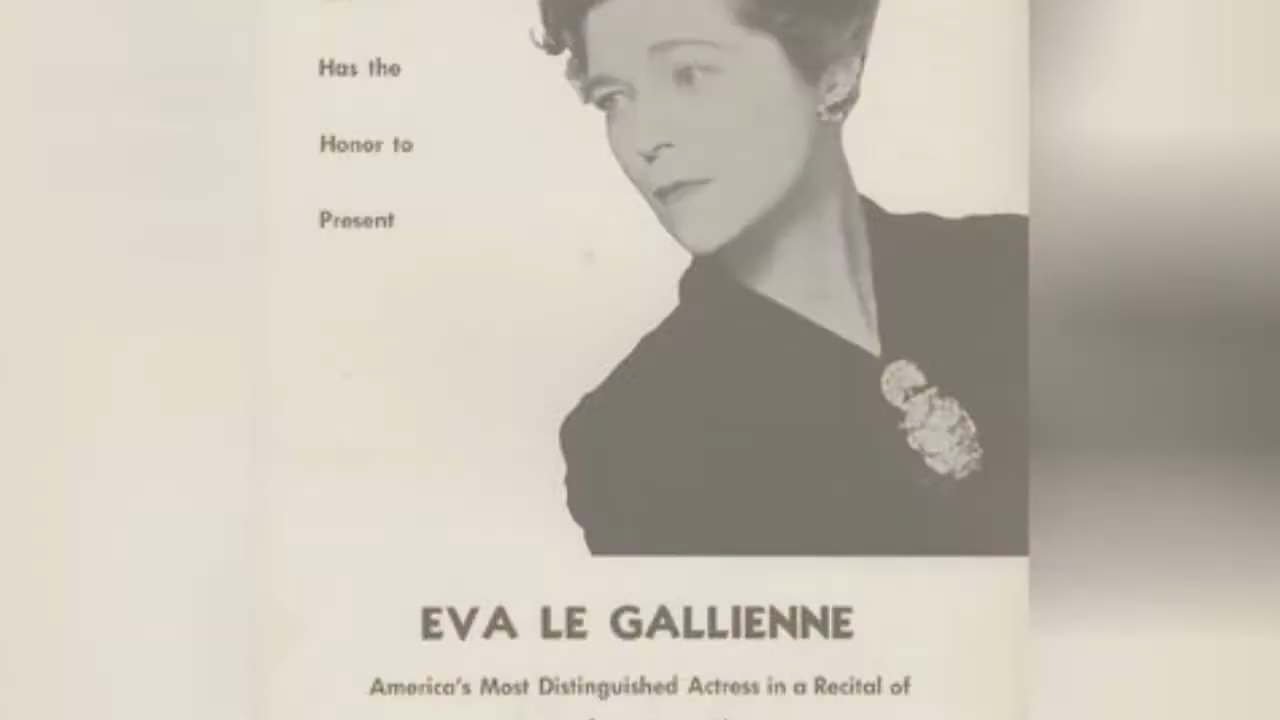 Has the
Honor to
Present
EVA LE GALLIENNE
America's Most Distinguished Actress in a Recital of